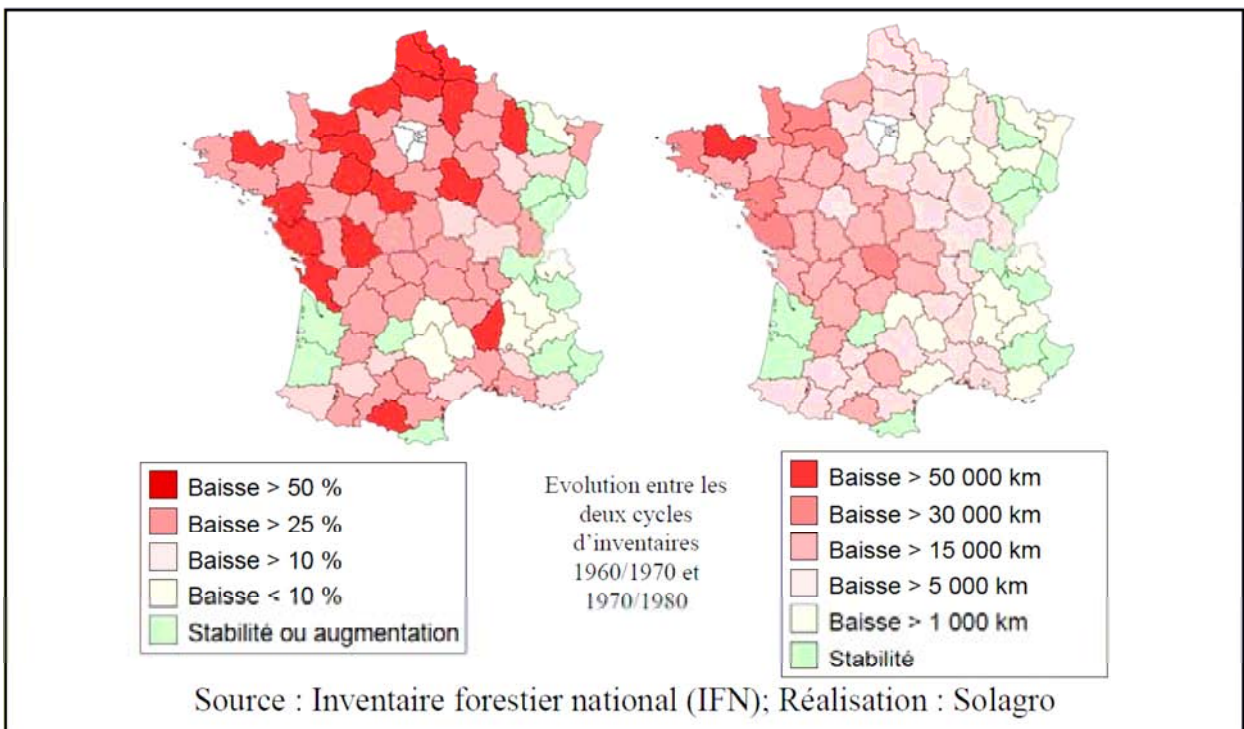 Baisse > 50 %
Baisse > 25 %
Baisse > 10 %
Baisse < 10 %
Stabilité ou augmentation
Evolution entre les
deux cycles
d’inventaires
1960/1970 et
1970/1980
Baisse > 50 000 km
Baisse > 30 000 km
Baisse > 15 000 km
Baisse > 5 000 km
Baisse > 1 000 km
Stabilité
Source : Inventaire forestier national (IFN); Réalisation : Solagro